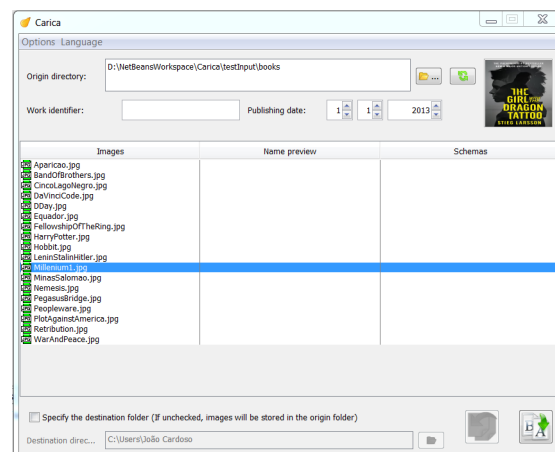 Carica
Options Language
Origin directory:
D:\NetBeansWorkspace\Carica\testInput\books
...
THE
GIRL WITH THE
DRAGON
TATTOO
STIEG LARSSON
Work identifier:
Publishing date:
1
1
2013
Images
Name preview
Schemas
Aparicao.jpg
BandOfBrothers.jpg
CincoLagoNegro.jpg
DaVinciCode.jpg
DDay.jpg
Equador.jpg
FellowshipOfTheRing.jpg
HarryPotter.jpg
Hobbit.jpg
LeninStalinHitler.jpg
Millenium1.jpg
MinasSalomao.jpg
Nemesis.jpg
PegasusBridge.jpg
Peopleware.jpg
PlotAgainstAmerica.jpg
Retribution.jpg
WarAndPeace.jpg
Specify the destination folder (If unchecked, images will be stored in the origin folder)
Destination direc...
C:\Users\João Cardoso
B A